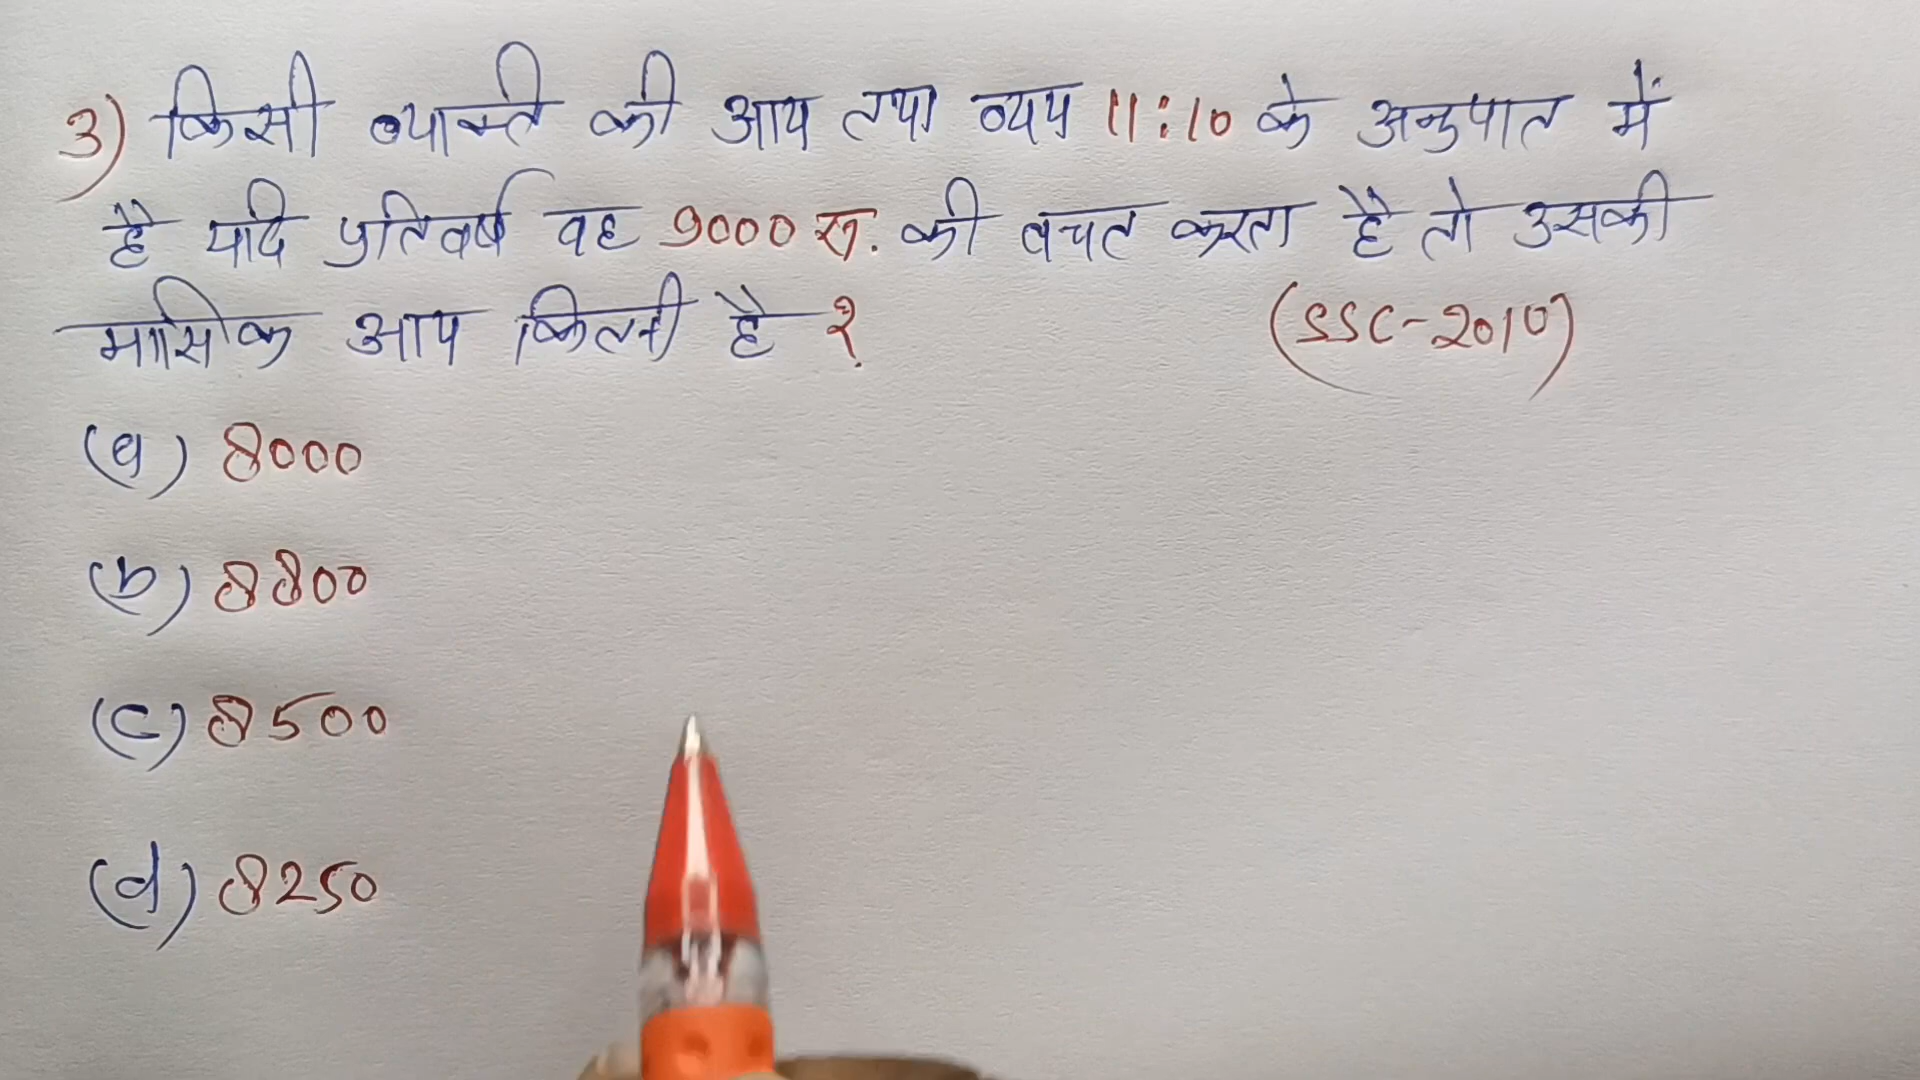 3) किसी व्यक्ति की आय तथा व्यय 11:10 के अनुपात में
है यदि प्रतिवर्ष वह 9000 रु. की बचत करता है तो उसकी
मासिक आय कितनी है ?
(SSC-2010)
(a) 8000
(b) 8800
(c) 8500
(d) 8250